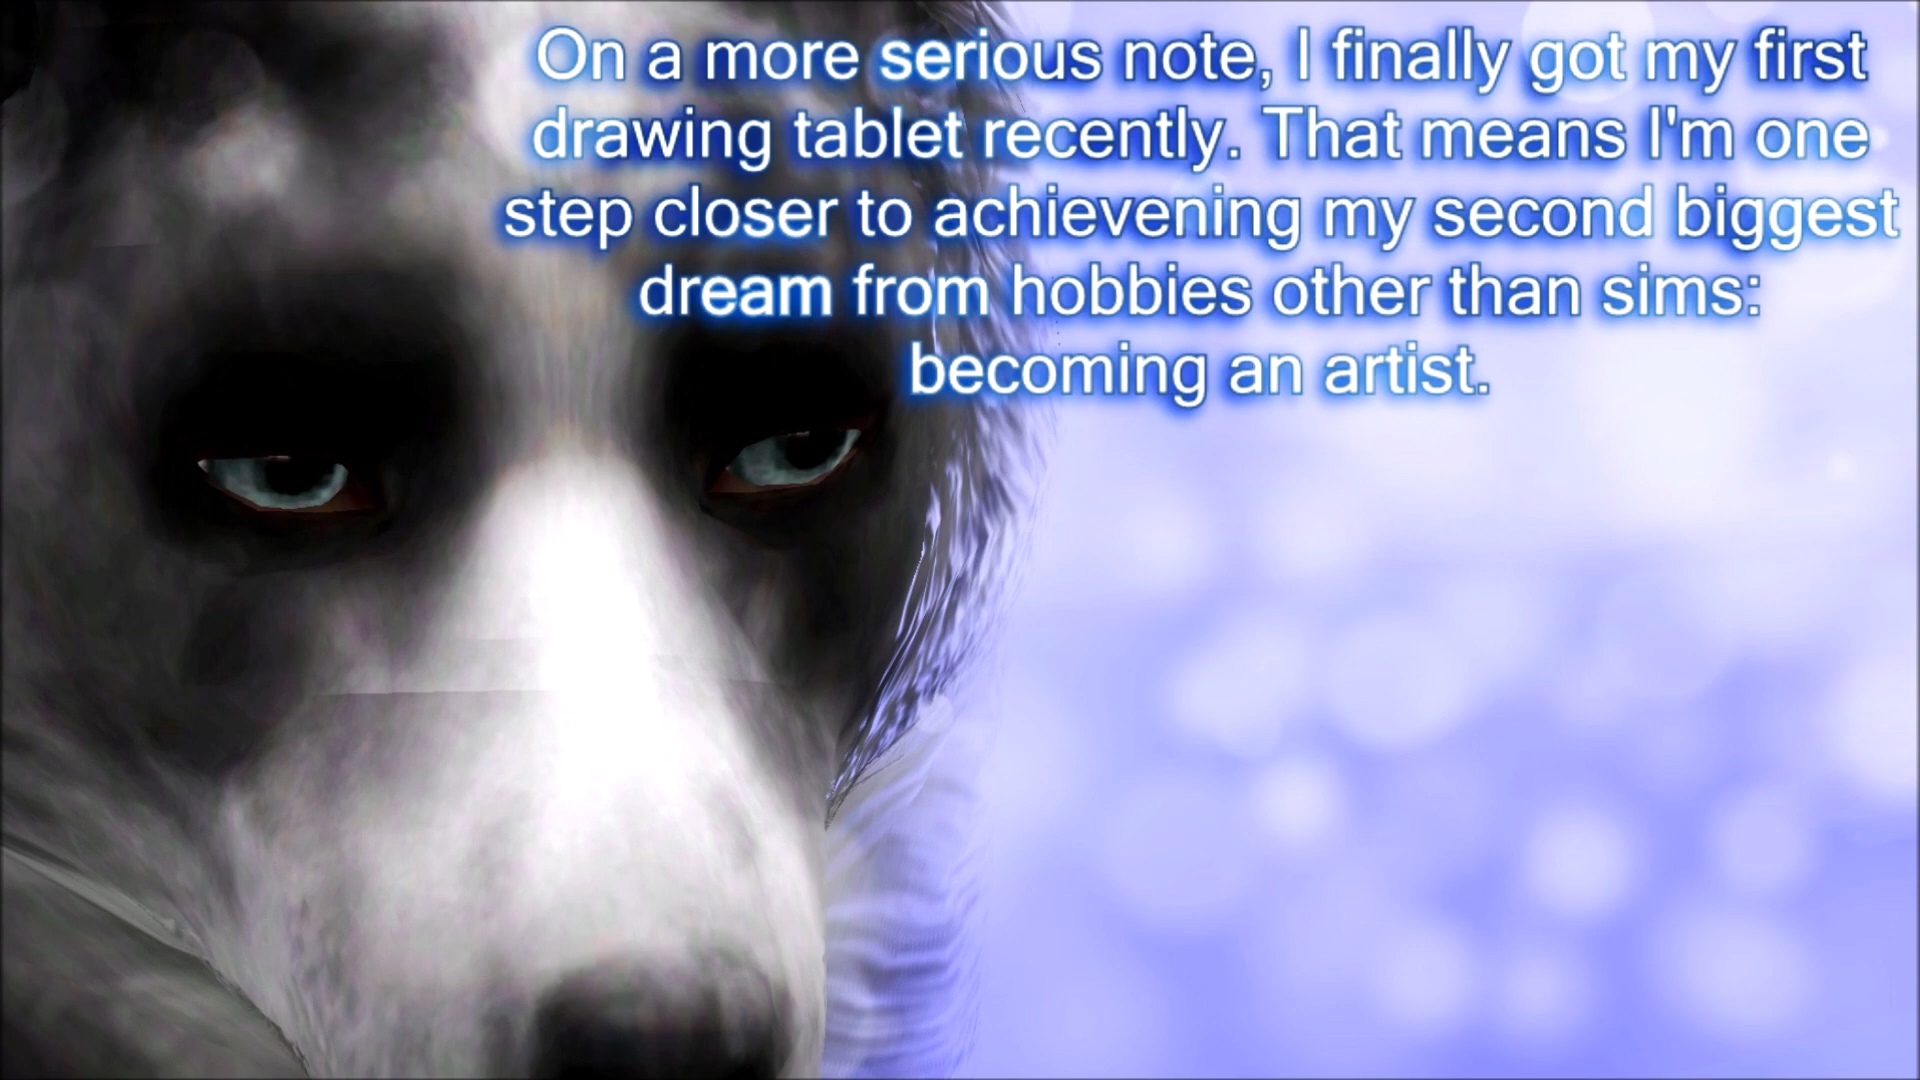 On a more serious note, I finally got my first
drawing tablet recently. That means I'm one
step closer to achievening my second biggest
dream from hobbies other than sims:
becoming an artist.